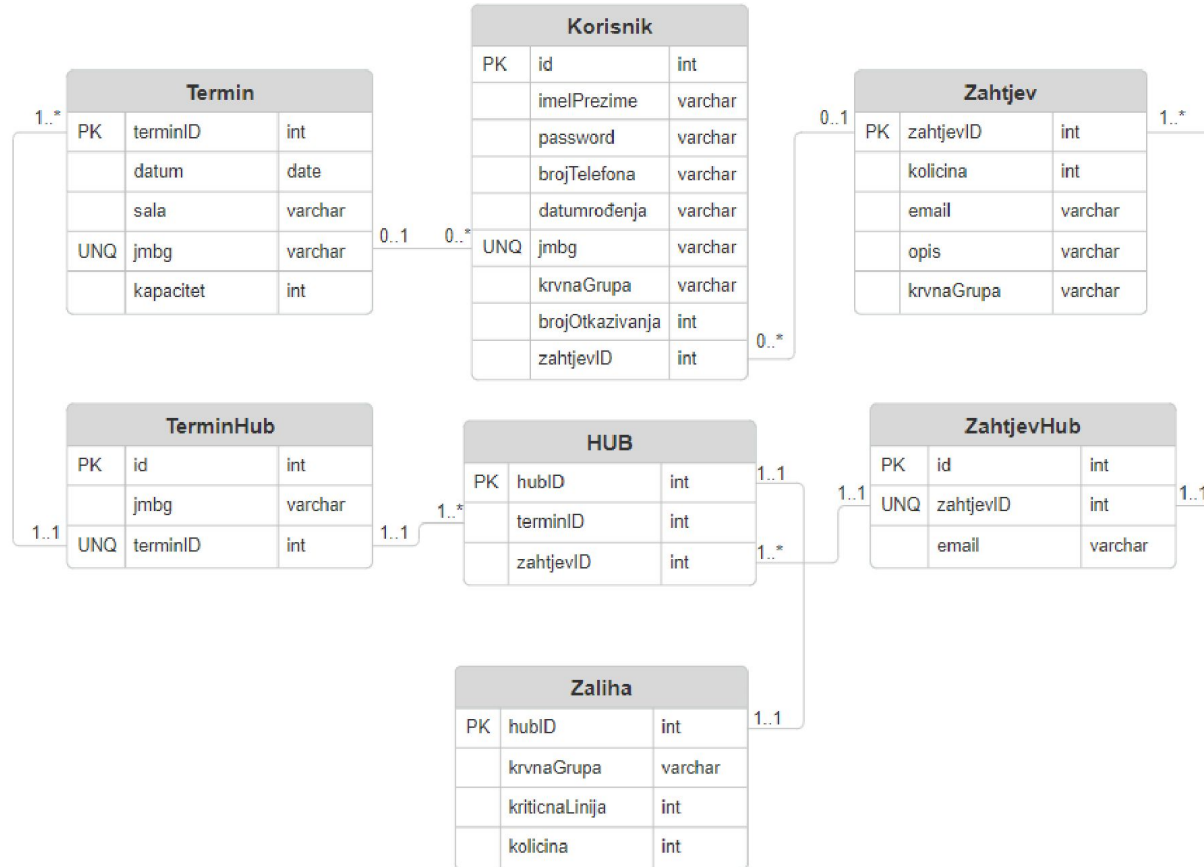 Korisnik
PK id int
imeIPrezime varchar
password varchar
brojTelefona varchar
datumrođenja varchar
UNQ jmbg varchar
krvnaGrupa varchar
brojOtkazivanja int
zahtjevID int
0..*
Termin
1..*
PK terminID int
datum date
sala varchar
UNQ jmbg varchar
kapacitet int
0..1 0..*
Zahtjev
0..1 1..*
PK zahtjevID int
kolicina int
email varchar
opis varchar
krvnaGrupa varchar
TerminHub
PK id int
jmbg varchar
UNQ terminID int
1..1 1..1
HUB
1..*
PK hubID int
terminID int
zahtjevID int
1..1
1..*
ZahtjevHub
PK id int
UNQ zahtjevID int
email varchar
1..1 1..1
Zaliha
PK hubID int
krvnaGrupa varchar
kriticnaLinija int
kolicina int
1..1